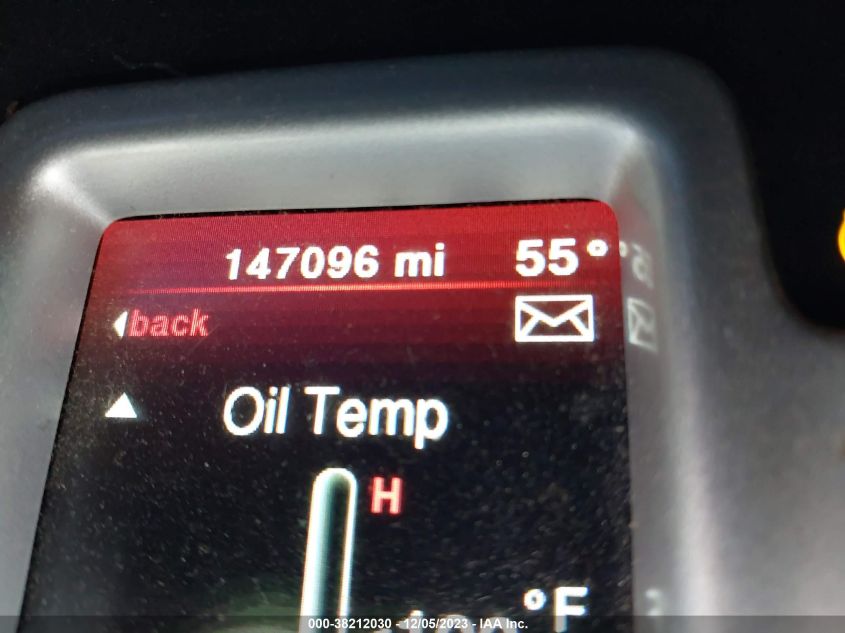 147096 mi 55°
back
Oil Temp
H
°F
000-38212030 - 12/05/2023 - IAA Inc.